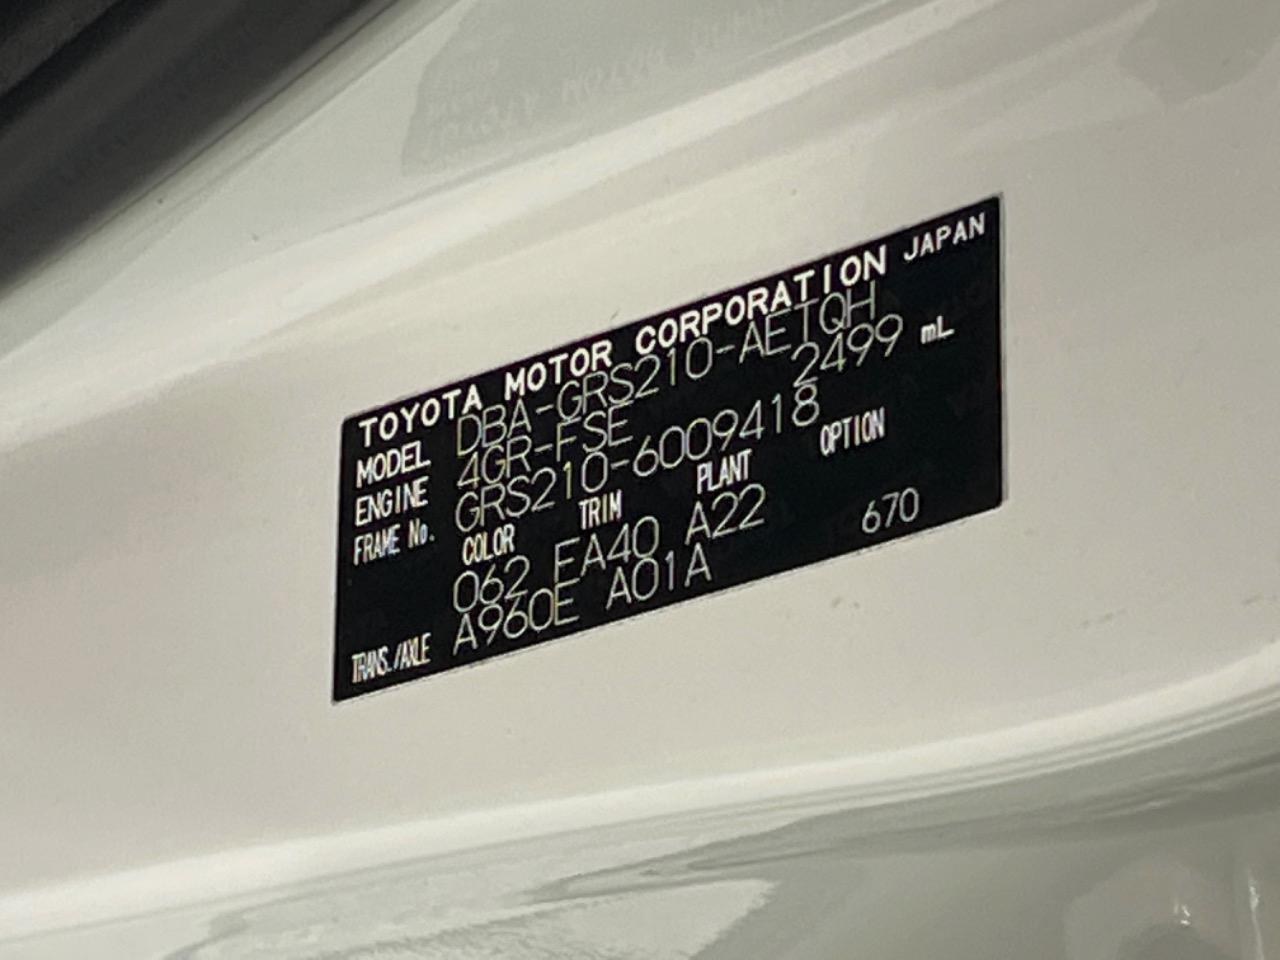 TOYOTA MOTOR CORPORATION JAPAN
MODEL DBA-GRS210-AETQH
ENGINE 4GR-FSE 2499 mL
FRAME No. GRS210-6009418
COLOR TRIM PLANT OPTION
062 EA40 A22 670
TRANS./AXLE A960E A01A